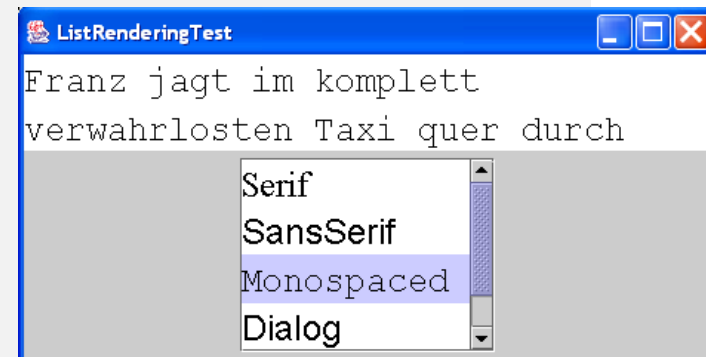 ListRenderingTest
Franz jagt im komplett
verwahrlosten Taxi quer durch
Serif
SansSerif
Monospaced
Dialog